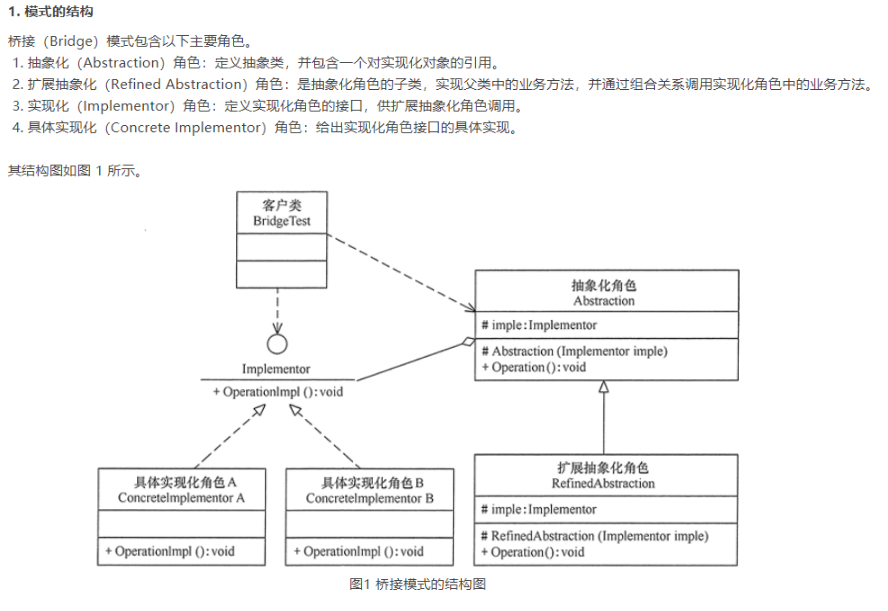 1. 模式的结构
桥接（Bridge）模式包含以下主要角色。
1. 抽象化（Abstraction）角色：定义抽象类，并包含一个对实现化对象的引用。
2. 扩展抽象化（Refined Abstraction）角色：是抽象化角色的子类，实现父类中的业务方法，并通过组合关系调用实现化角色中的业务方法。
3. 实现化（Implementor）角色：定义实现化角色的接口，供扩展抽象化角色调用。
4. 具体实现化（Concrete Implementor）角色：给出实现化角色接口的具体实现。
其结构图如图 1 所示。
客户类
BridgeTest
抽象化角色
Abstraction
# imple:Implementor
# Abstraction (Implementor imple)
+ Operation():void
Implementor
+ OperationImpl ():void
具体实现化角色A
ConcreteImplementor A
+ OperationImpl ():void
具体实现化角色B
ConcreteImplementor B
+ OperationImpl ():void
扩展抽象化角色
RefinedAbstraction
# imple:Implementor
# RefinedAbstraction (Implementor imple)
+ Operation():void
图1 桥接模式的结构图